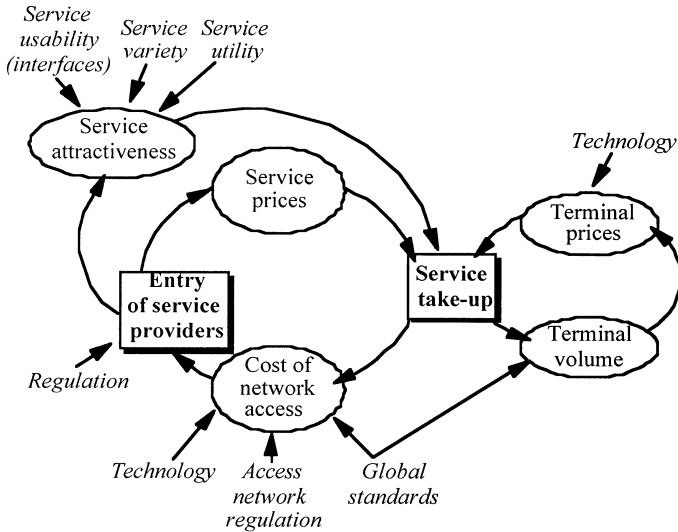 Service
usability
(interfaces)
Service
variety
Service
utility
Service
attractiveness
Service
prices
Technology
Terminal
prices
Entry
of service
providers
Service
take-up
Terminal
volume
Regulation
Cost of
network
access
Technology
Access
network
regulation
Global
standards